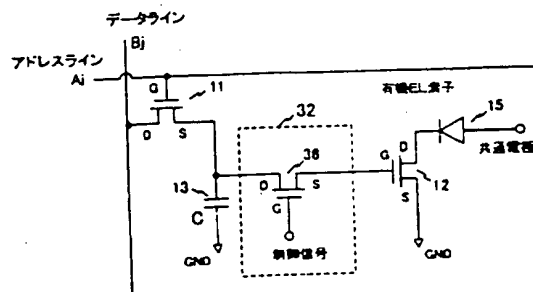 データライン
Bj
アドレスライン
Ai
G
11
D
S
有機EL素子
15
32
共通電極
36
13
D
S
G
D
12
C
G
S
GND
制御信号
GND